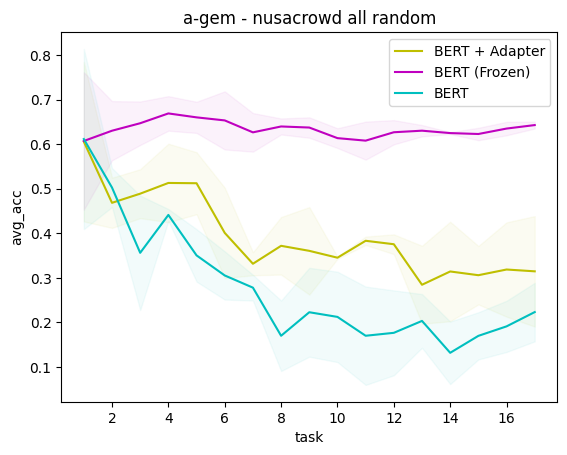 a-gem - nusacrowd all random
BERT + Adapter
BERT (Frozen)
BERT
avg_acc
0.8
0.7
0.6
0.5
0.4
0.3
0.2
0.1
2 4 6 8 10 12 14 16
task